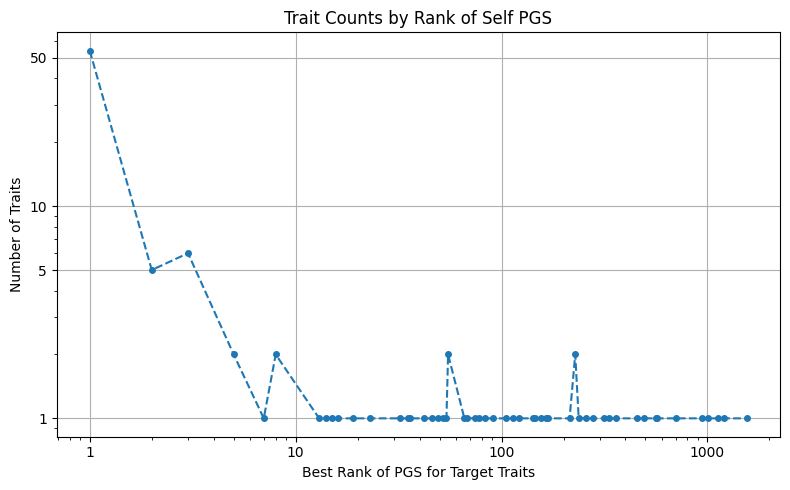 Trait Counts by Rank of Self PGS
Number of Traits
50
10
5
1
1 10 100 1000
Best Rank of PGS for Target Traits